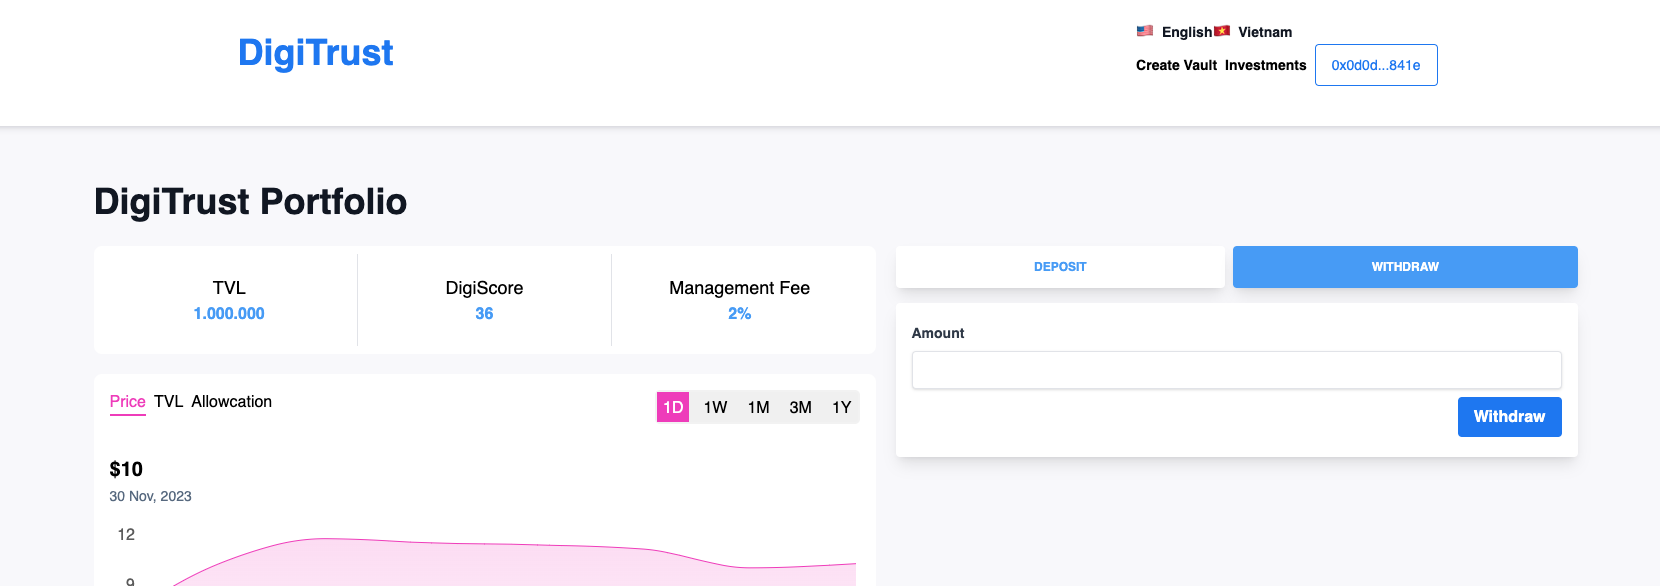 DigiTrust
English Vietnam
Create Vault Investments 0x0d0d...841e
DigiTrust Portfolio
TVL DigiScore Management Fee
1.000.000 36 2%
DEPOSIT WITHDRAW
Amount
Withdraw
Price TVL Allowcation 1D 1W 1M 3M 1Y
$10
30 Nov, 2023
12
9